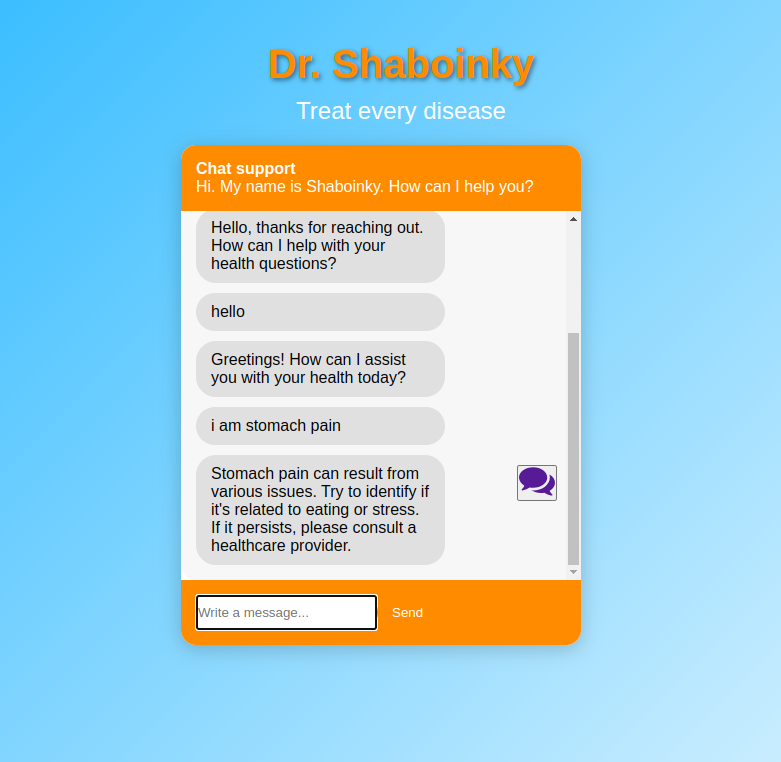 Dr. Shaboinky
Treat every disease
Chat support
Hi. My name is Shaboinky. How can I help you?
Hello, thanks for reaching out.
How can I help with your
health questions?
hello
Greetings! How can I assist
you with your health today?
i am stomach pain
Stomach pain can result from
various issues. Try to identify if
it's related to eating or stress.
If it persists, please consult a
healthcare provider.
Write a message... Send